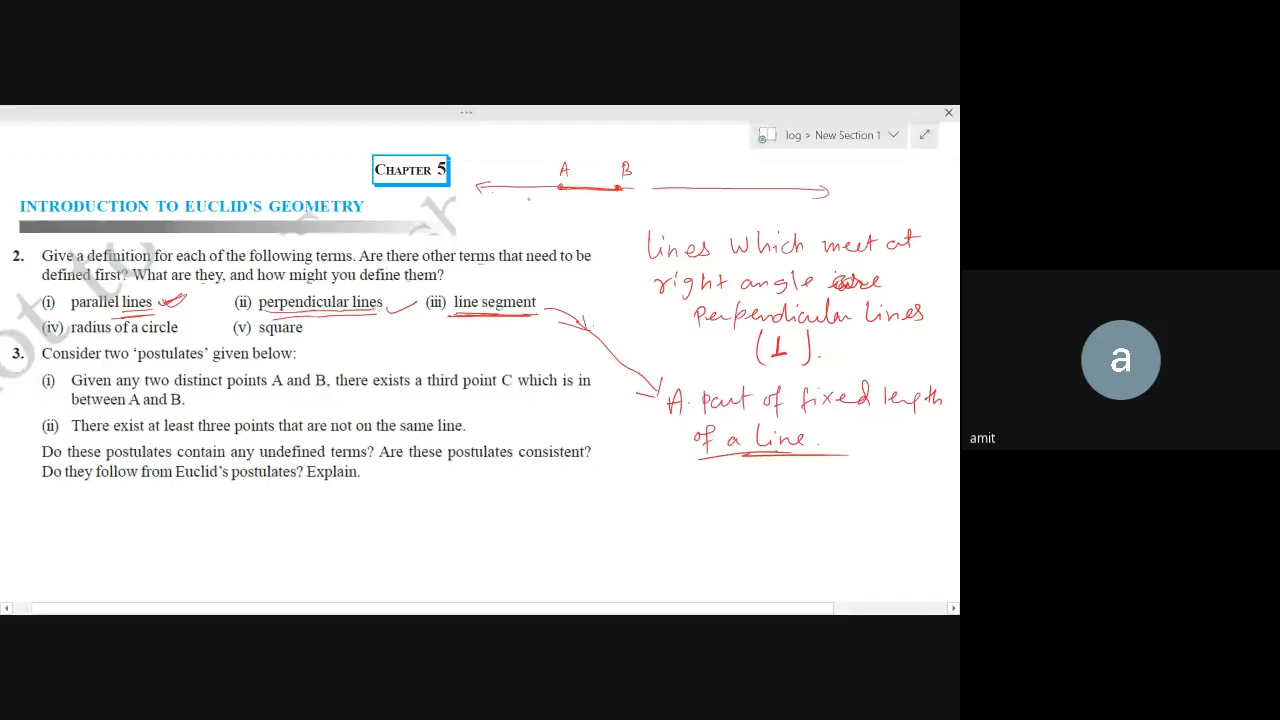 log > New Section 1
CHAPTER 5
A B
INTRODUCTION TO EUCLID'S GEOMETRY
2. Give a definition for each of the following terms. Are there other terms that need to be
defined first? What are they, and how might you define them?
(i) parallel lines (ii) perpendicular lines (iii) line segment
(iv) radius of a circle (v) square
3. Consider two 'postulates' given below:
(i) Given any two distinct points A and B, there exists a third point C which is in
between A and B.
(ii) There exist at least three points that are not on the same line.
Do these postulates contain any undefined terms? Are these postulates consistent?
Do they follow from Euclid's postulates? Explain.
lines which meet at
right angle are
perpendicular lines
(⊥).
A part of fixed length
of a line.
a
amit